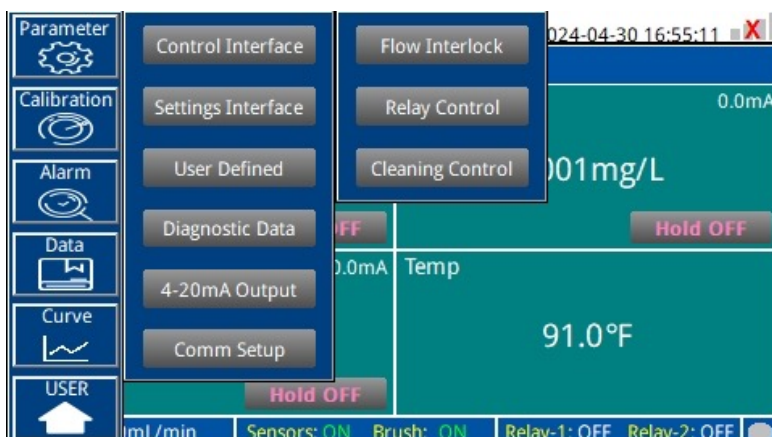 Parameter
Calibration
Alarm
Data
Curve
USER
Control Interface
Settings Interface
User Defined
Diagnostic Data
4-20mA Output
Comm Setup
Flow Interlock
Relay Control
Cleaning Control
024-04-30 16:55:11 X
0.0mA
001mg/L
FF
Hold OFF
0.0mA
Temp
91.0°F
Hold OFF
mL/min
Sensors: ON Brush: ON
Relay-1: OFF Relay-2: OFF